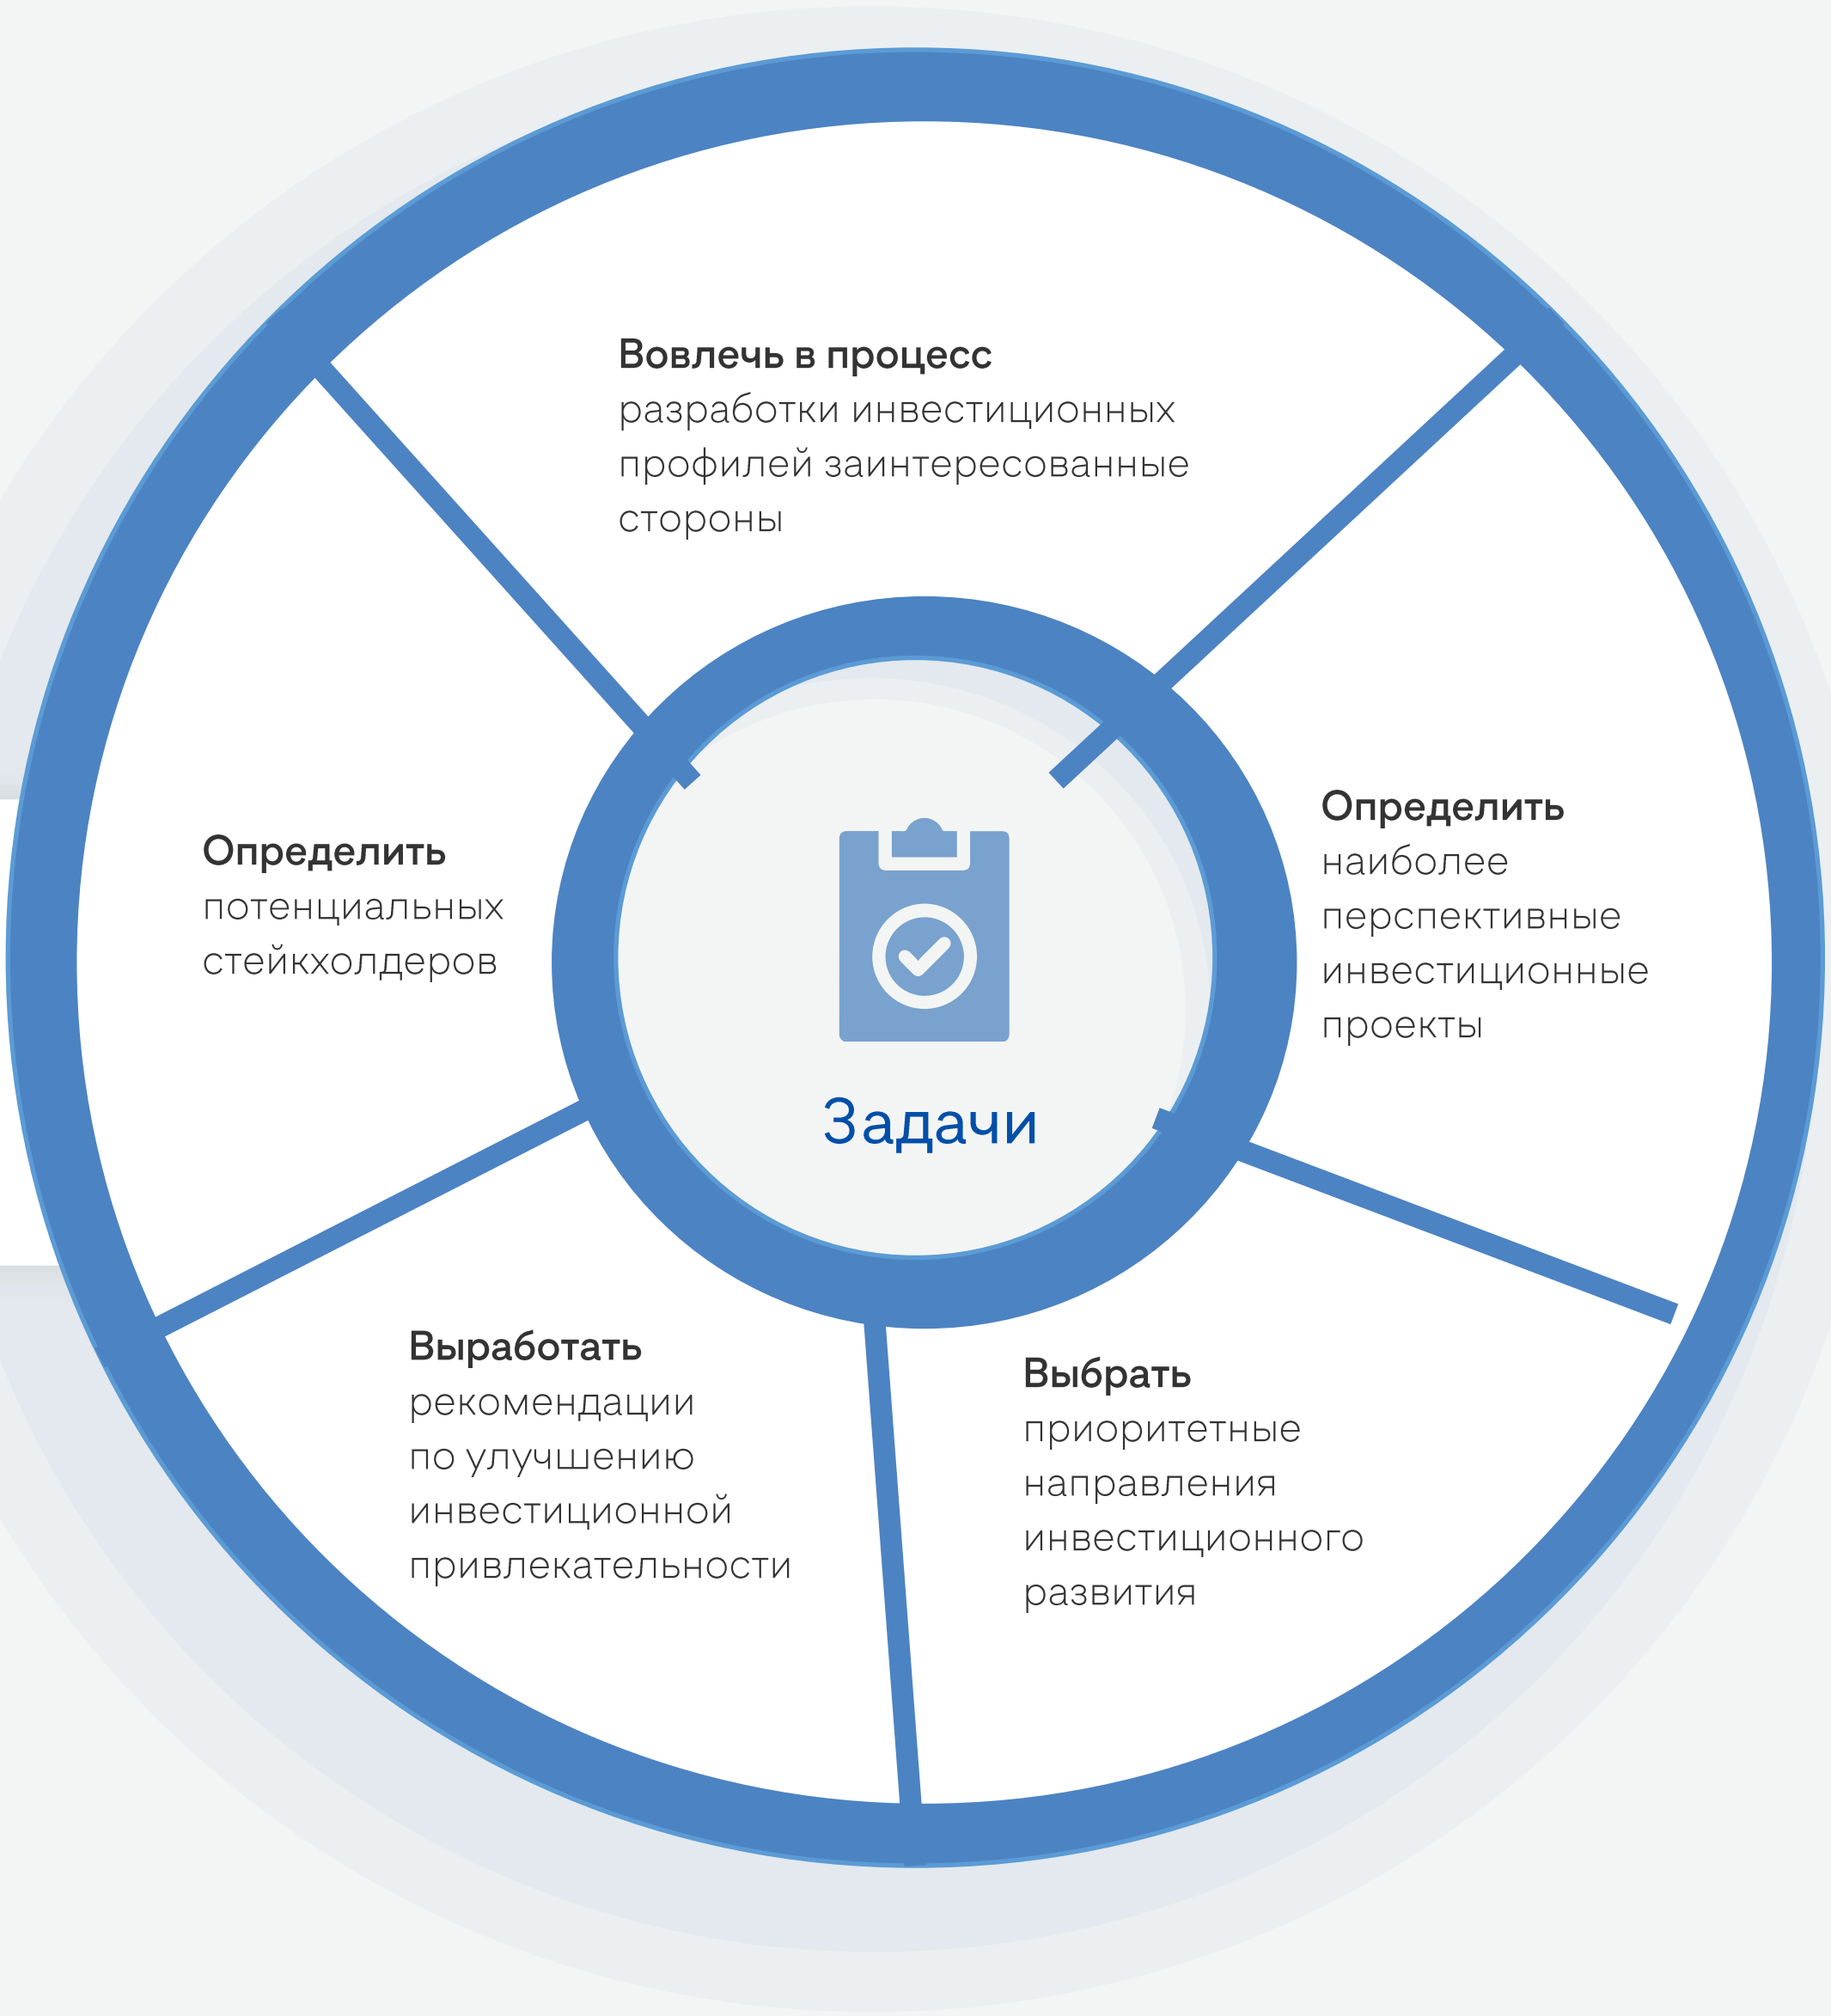 Вовлечь в процесс
разработки инвестиционных
профилей заинтересованные
стороны
Определить
потенциальных
стейкхолдеров
Определить
наиболее
перспективные
инвестиционные
проекты
Задачи
Выработать
рекомендации
по улучшению
инвестиционной
привлекательности
Выбрать
приоритетные
направления
инвестиционного
развития